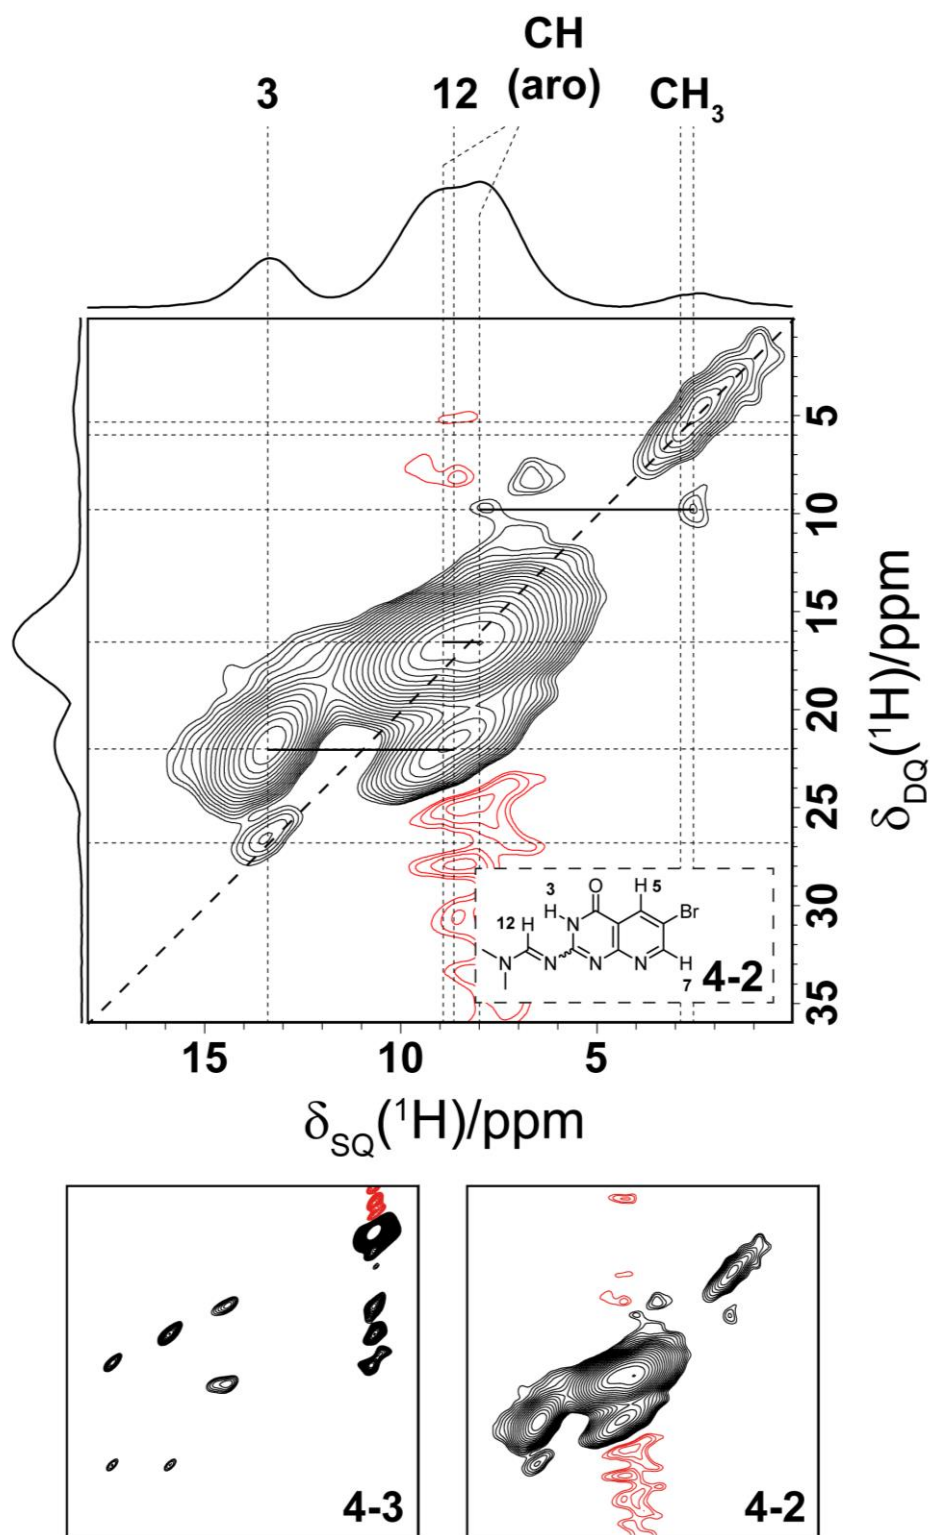 CH
3 12 (aro) CH₃
5
10
15
20
25
30
35
δDQ(¹H)/ppm
H 3 O H 5
12 H H Br
N N N N N H
7 4-2
15 10 5
δSQ(¹H)/ppm
4-3 4-2